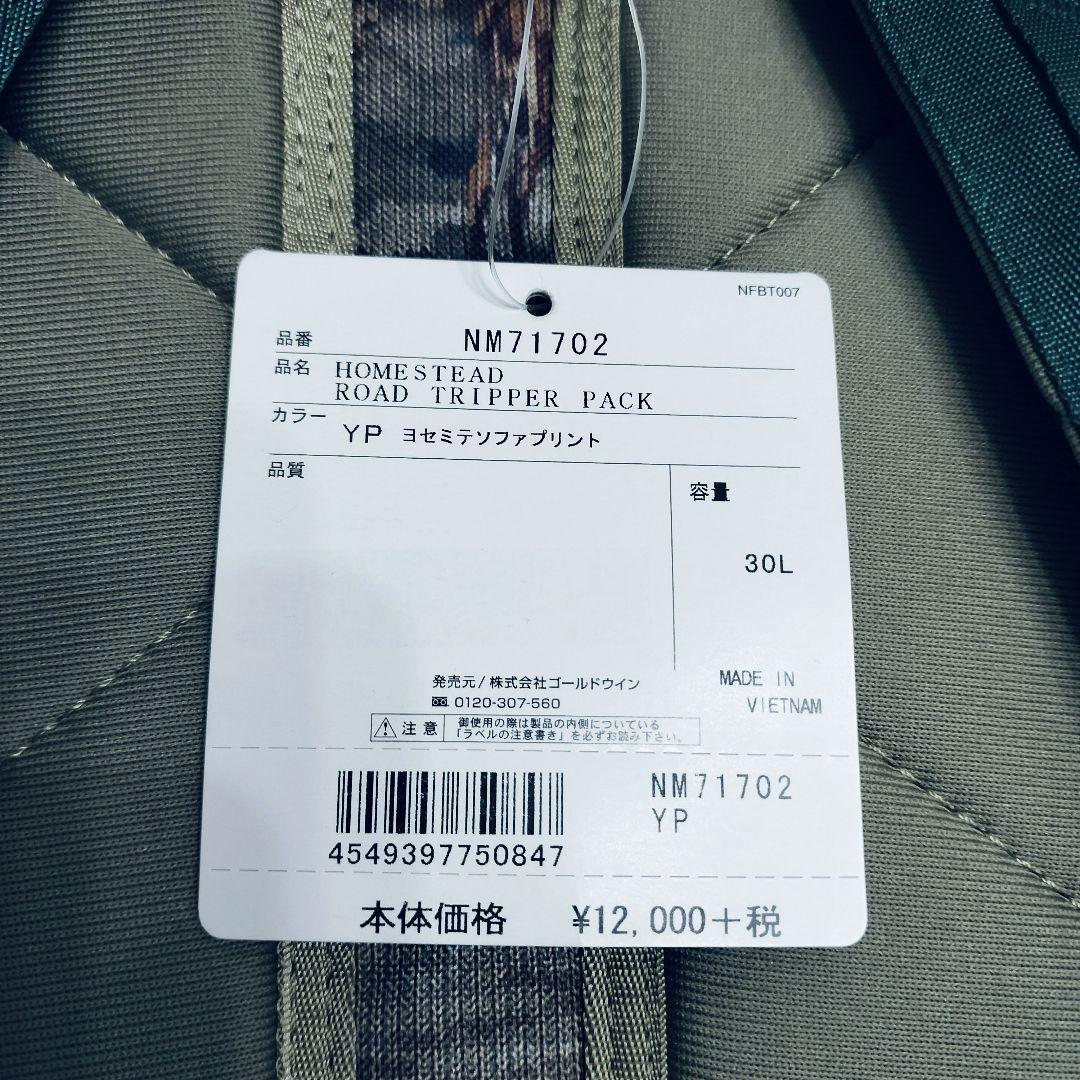 NFBT007
品番 NM71702
品名 HOMESTEAD
ROAD TRIPPER PACK
カラー YP ヨセミテソファプリント
品質
容量
30L
発売元/株式会社ゴールドウイン
0120-307-560
MADE IN
VIETNAM
注意
御使用の際は製品の内側についている
「ラベルの注意書き」を必ずお読み下さい。
4549397750847
NM71702
YP
本体価格 ¥12,000+税